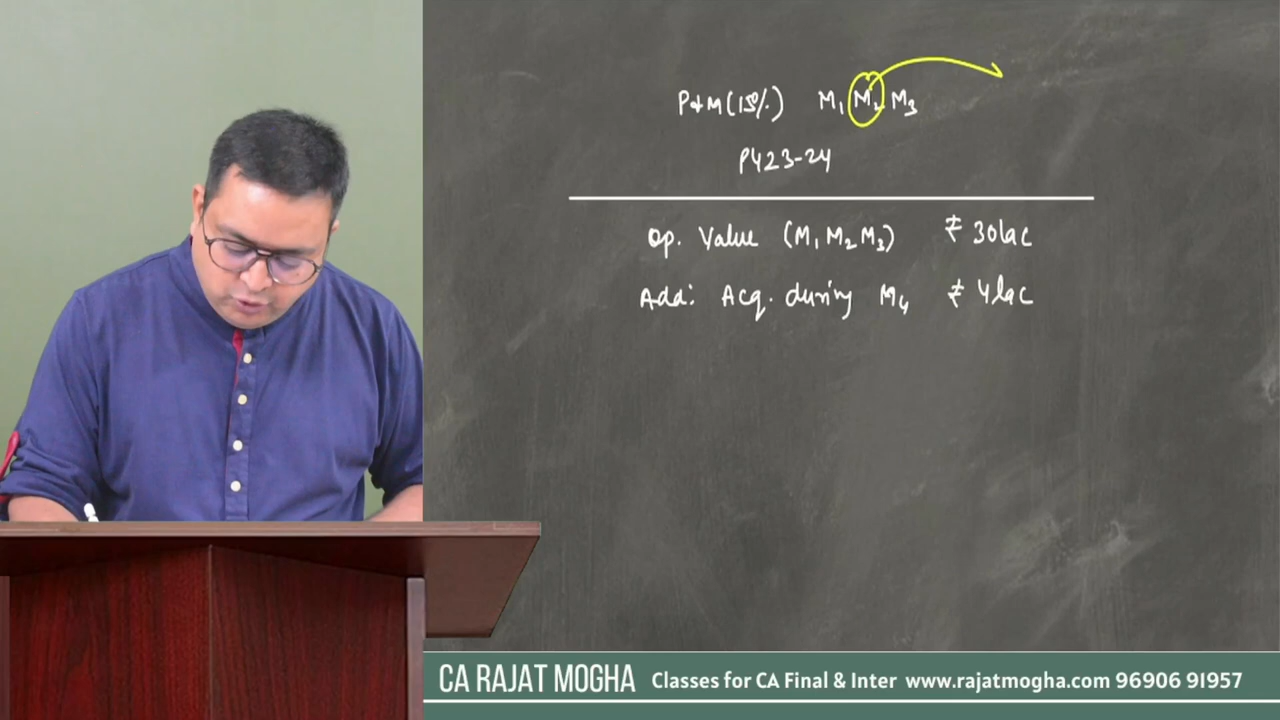 P&M (15%) M1 M2 M3
PY 23-24
Op. Value (M1 M2 M3) ₹ 30lac
Add: Acq. during M4 ₹ 4lac
CA RAJAT MOGHA Classes for CA Final & Inter www.rajatmogha.com 96906 91957